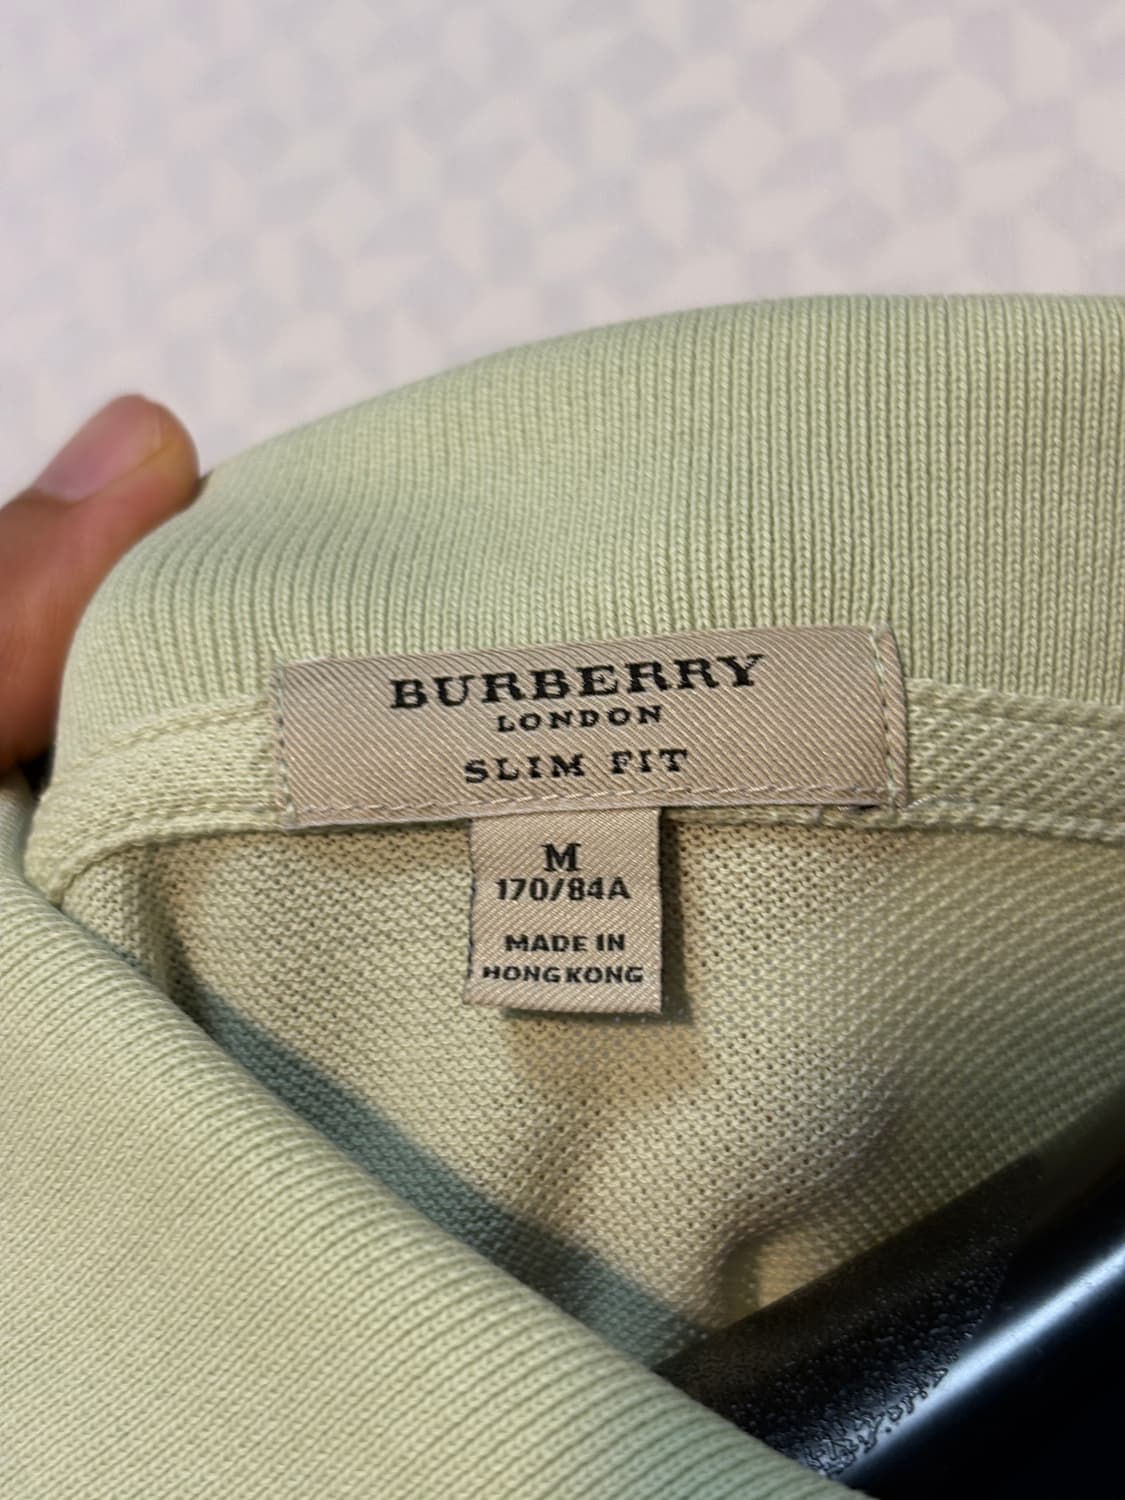 BURBERRY
LONDON
SLIM FIT
M
170/84A
MADE IN
HONG KONG